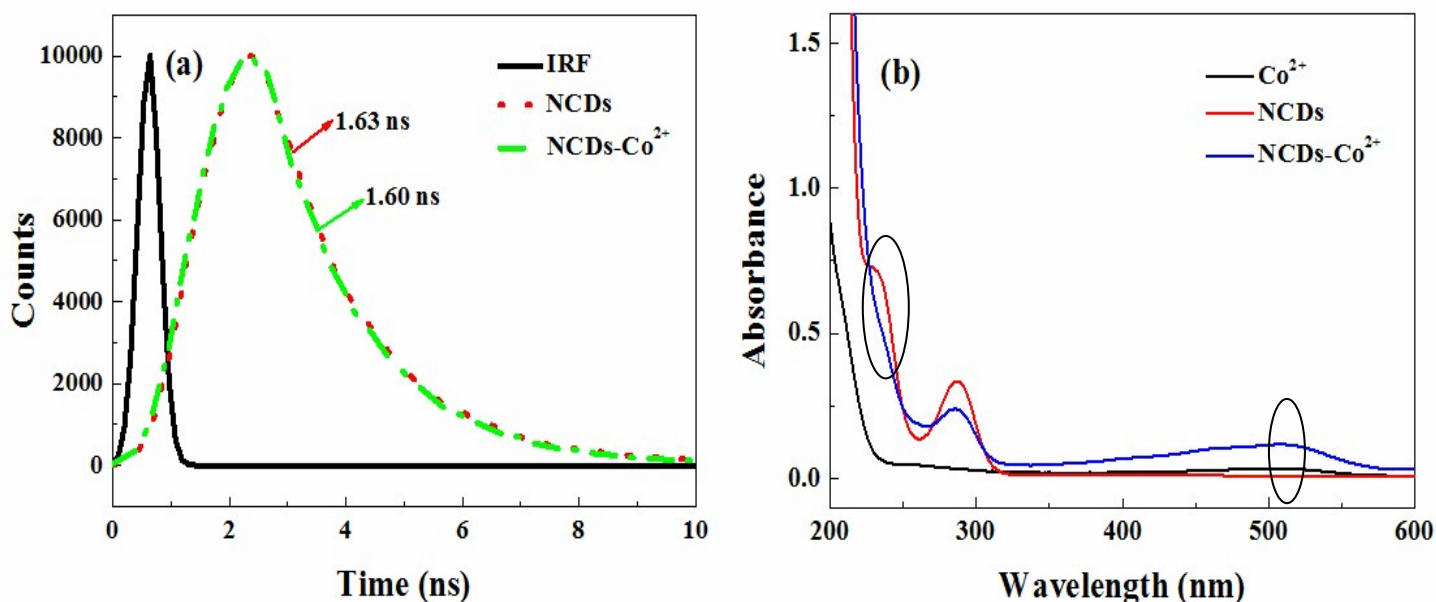 (a)
IRF
NCDs
NCDs-Co²⁺
1.63 ns
1.60 ns
10000
8000
6000
4000
2000
0
Counts
0 2 4 6 8 10
Time (ns)
(b)
Co²⁺
NCDs
NCDs-Co²⁺
1.5
1.0
0.5
0.0
Absorbance
200 300 400 500 600
Wavelength (nm)